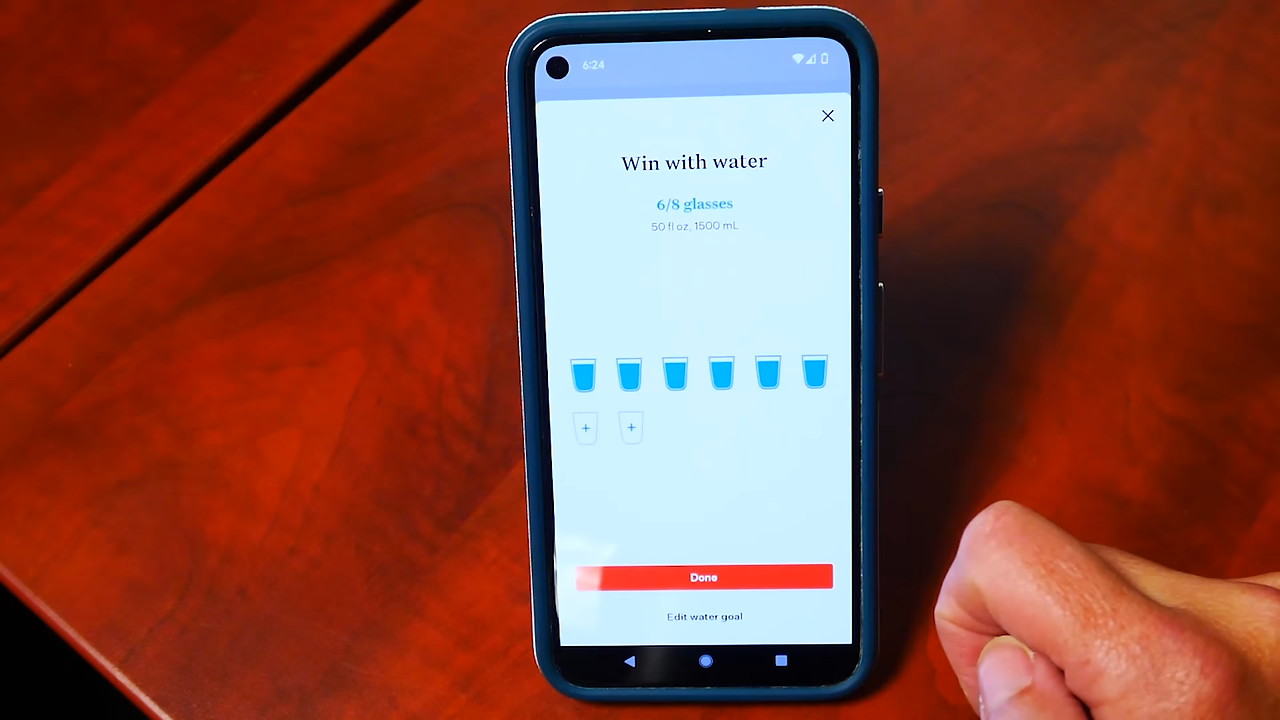 6:24
Win with water
6/8 glasses
50 fl oz, 1500 mL
+ +
Done
Edit water goal